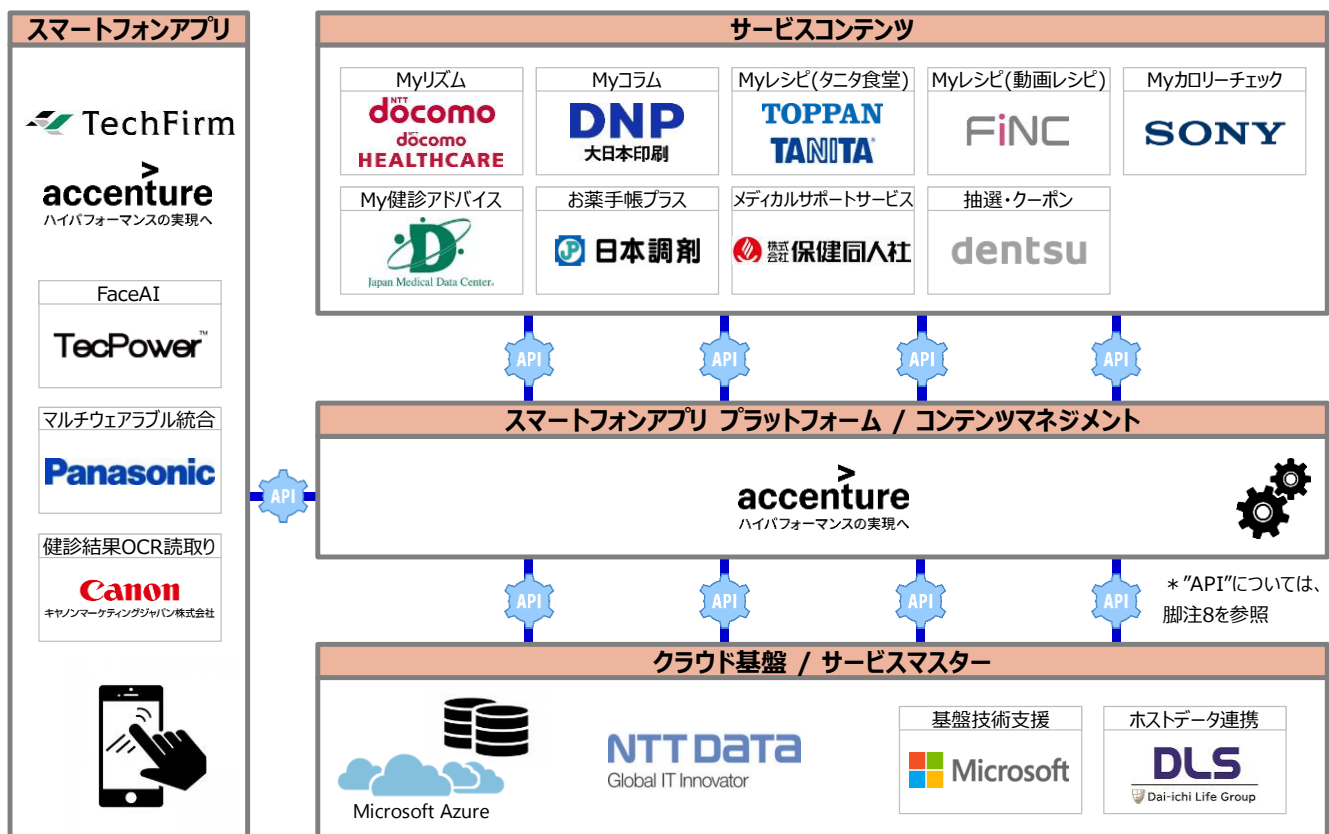 スマートフォンアプリ
TechFirm
accenture
ハイパフォーマンスの実現へ
FaceAI
TecPower™
マルチウェアラブル統合
Panasonic
健診結果OCR読取り
Canon
キヤノンマーケティングジャパン株式会社
サービスコンテンツ
Myリズム
NTT
döcomo
NTT
döcomo
HEALTHCARE
Myコラム
DNP
大日本印刷
Myレシピ(タニタ食堂)
TOPPAN
TANITA
Myレシピ(動画レシピ)
FiNC
Myカロリーチェック
SONY
My健診アドバイス
Japan Medical Data Center.
お薬手帳プラス
JP 日本調剤
メディカルサポートサービス
株式会社 保健同人社
抽選・クーポン
dentsu
API
API
API
API
スマートフォンアプリ プラットフォーム / コンテンツマネジメント
API
accenture
ハイパフォーマンスの実現へ
API
API
API
API
＊"API"については、
脚注8を参照
クラウド基盤 / サービスマスター
Microsoft Azure
NTT DATA
Global IT Innovator
基盤技術支援
Microsoft
ホストデータ連携
DLS
Dai-ichi Life Group